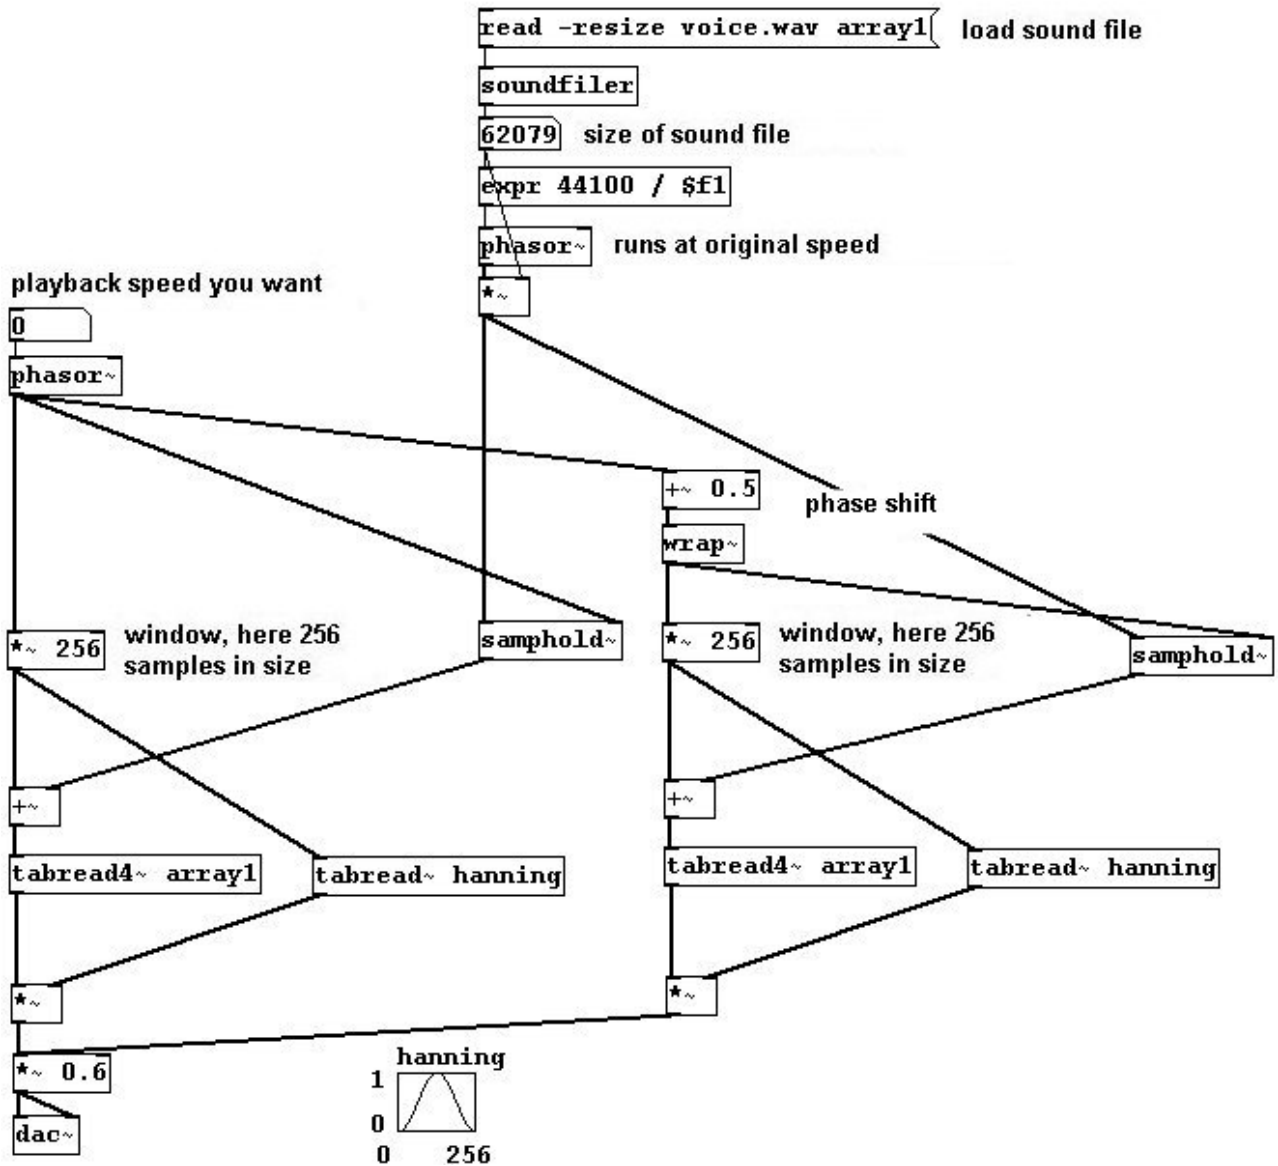 read -resize voice.wav array1
load sound file
soundfiler
62079
size of sound file
expr 44100 / $f1
phasor~
runs at original speed
*~
playback speed you want
0
phasor~
+~ 0.5
phase shift
wrap~
*~ 256
window, here 256
samples in size
samphold~
*~ 256
window, here 256
samples in size
samphold~
+~
+~
tabread4~ array1
tabread~ hanning
tabread4~ array1
tabread~ hanning
*~
*~
*~ 0.6
hanning
1
0
0
256
dac~